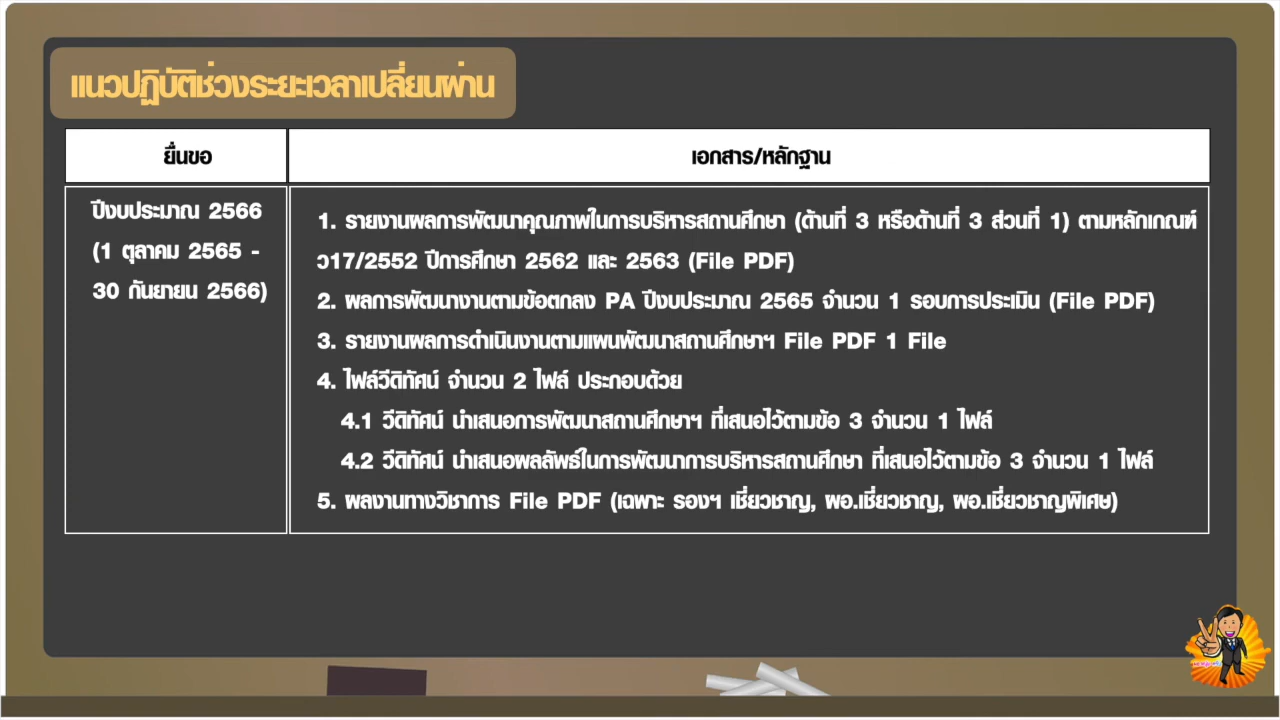 แนวปฏิบัติช่วงระยะเวลาเปลี่ยนผ่าน
ยื่นขอ
เอกสาร/หลักฐาน
ปีงบประมาณ 2566
(1 ตุลาคม 2565 -
30 กันยายน 2566)
1. รายงานผลการพัฒนาคุณภาพในการบริหารสถานศึกษา (ด้านที่ 3 หรือด้านที่ 3 ส่วนที่ 1) ตามหลักเกณฑ์
ว17/2552 ปีการศึกษา 2562 และ 2563 (File PDF)
2. ผลการพัฒนางานตามข้อตกลง PA ปีงบประมาณ 2565 จำนวน 1 รอบการประเมิน (File PDF)
3. รายงานผลการดำเนินงานตามแผนพัฒนาสถานศึกษาฯ File PDF 1 File
4. ไฟล์วีดิทัศน์ จำนวน 2 ไฟล์ ประกอบด้วย
4.1 วีดิทัศน์ นำเสนอการพัฒนาสถานศึกษาฯ ที่เสนอไว้ตามข้อ 3 จำนวน 1 ไฟล์
4.2 วีดิทัศน์ นำเสนอผลลัพธ์ในการพัฒนาการบริหารสถานศึกษา ที่เสนอไว้ตามข้อ 3 จำนวน 1 ไฟล์
5. ผลงานทางวิชาการ File PDF (เฉพาะ รองฯ เชี่ยวชาญ, ผอ.เชี่ยวชาญ, ผอ.เชี่ยวชาญพิเศษ)